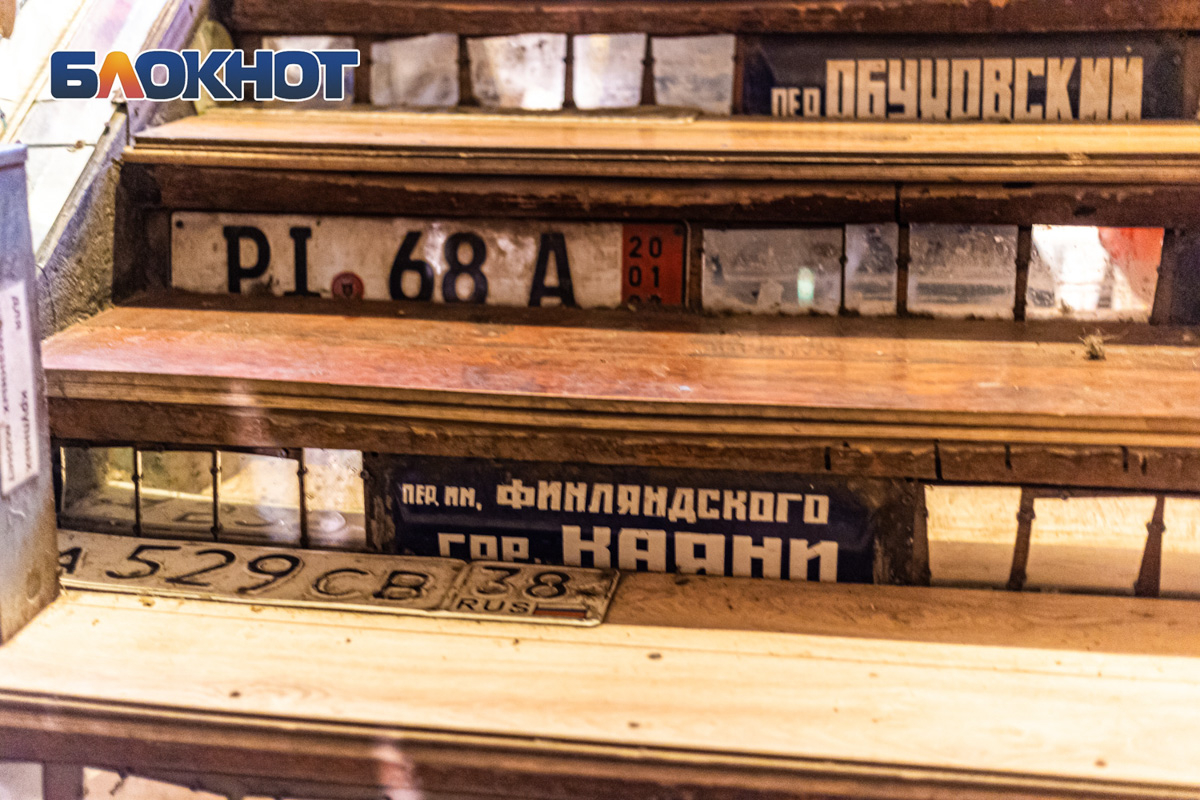 БЛОКНОТ
ПЕР ОБУХОВСКИЙ
PI 68 A
20
01
ПЕР. ИМ. ФИНЛЯНДСКОГО
ГОР. КАЯНИ
А 529 СВ 38
RUS